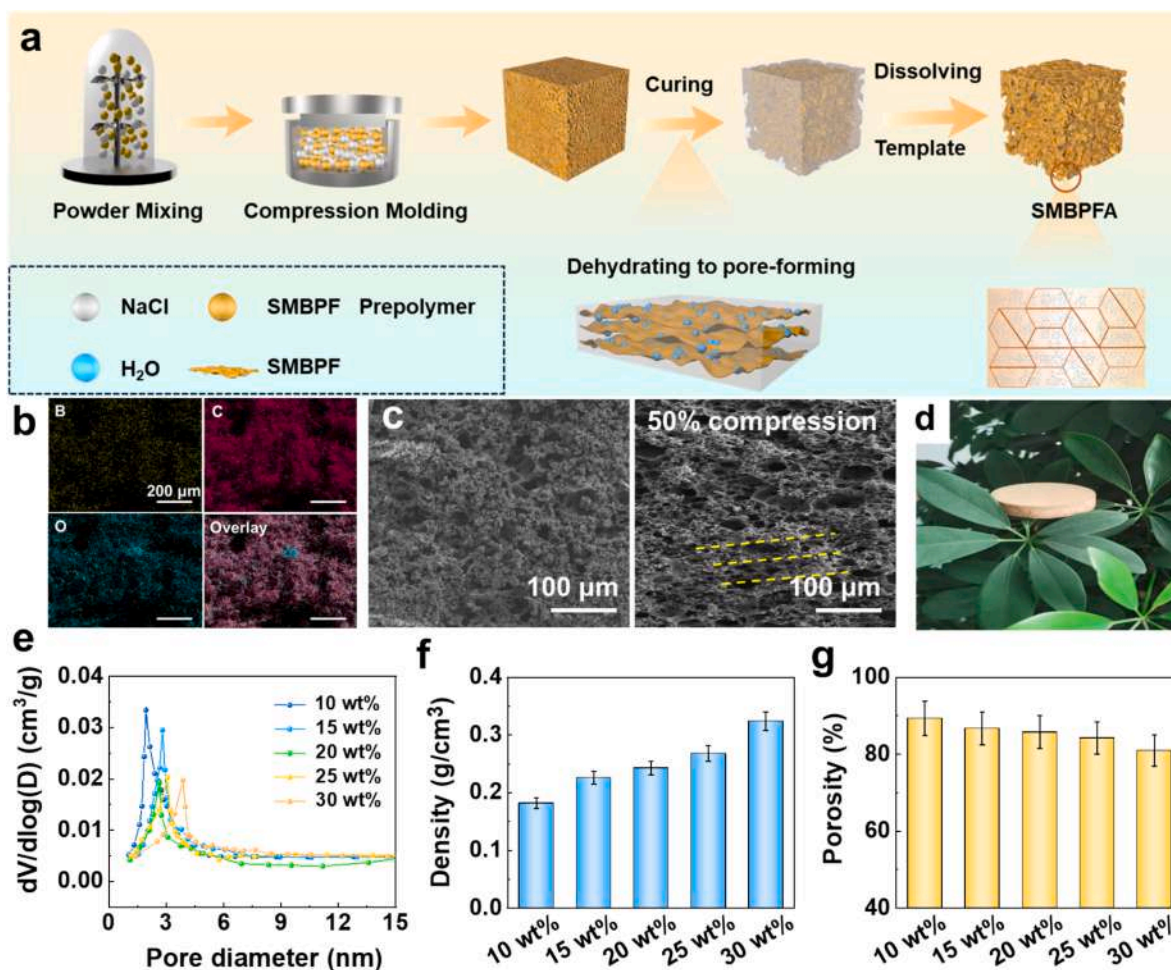 a
Powder Mixing
Compression Molding
Curing
Dissolving
Template
SMBPFA
NaCl
SMBPF Prepolymer
H₂O
SMBPF
Dehydrating to pore-forming
b
B
200 μm
C
O
Overlay
c
100 μm
50% compression
100 μm
d
e
dV/dlog(D) (cm³/g)
0.04
0.03
0.02
0.01
0.00
10 wt%
15 wt%
20 wt%
25 wt%
30 wt%
0 3 6 9 12 15
Pore diameter (nm)
f
Density (g/cm³)
0.4
0.3
0.2
0.1
0.0
10 wt% 15 wt% 20 wt% 25 wt% 30 wt%
g
Porosity (%)
100
80
60
40
10 wt% 15 wt% 20 wt% 25 wt% 30 wt%